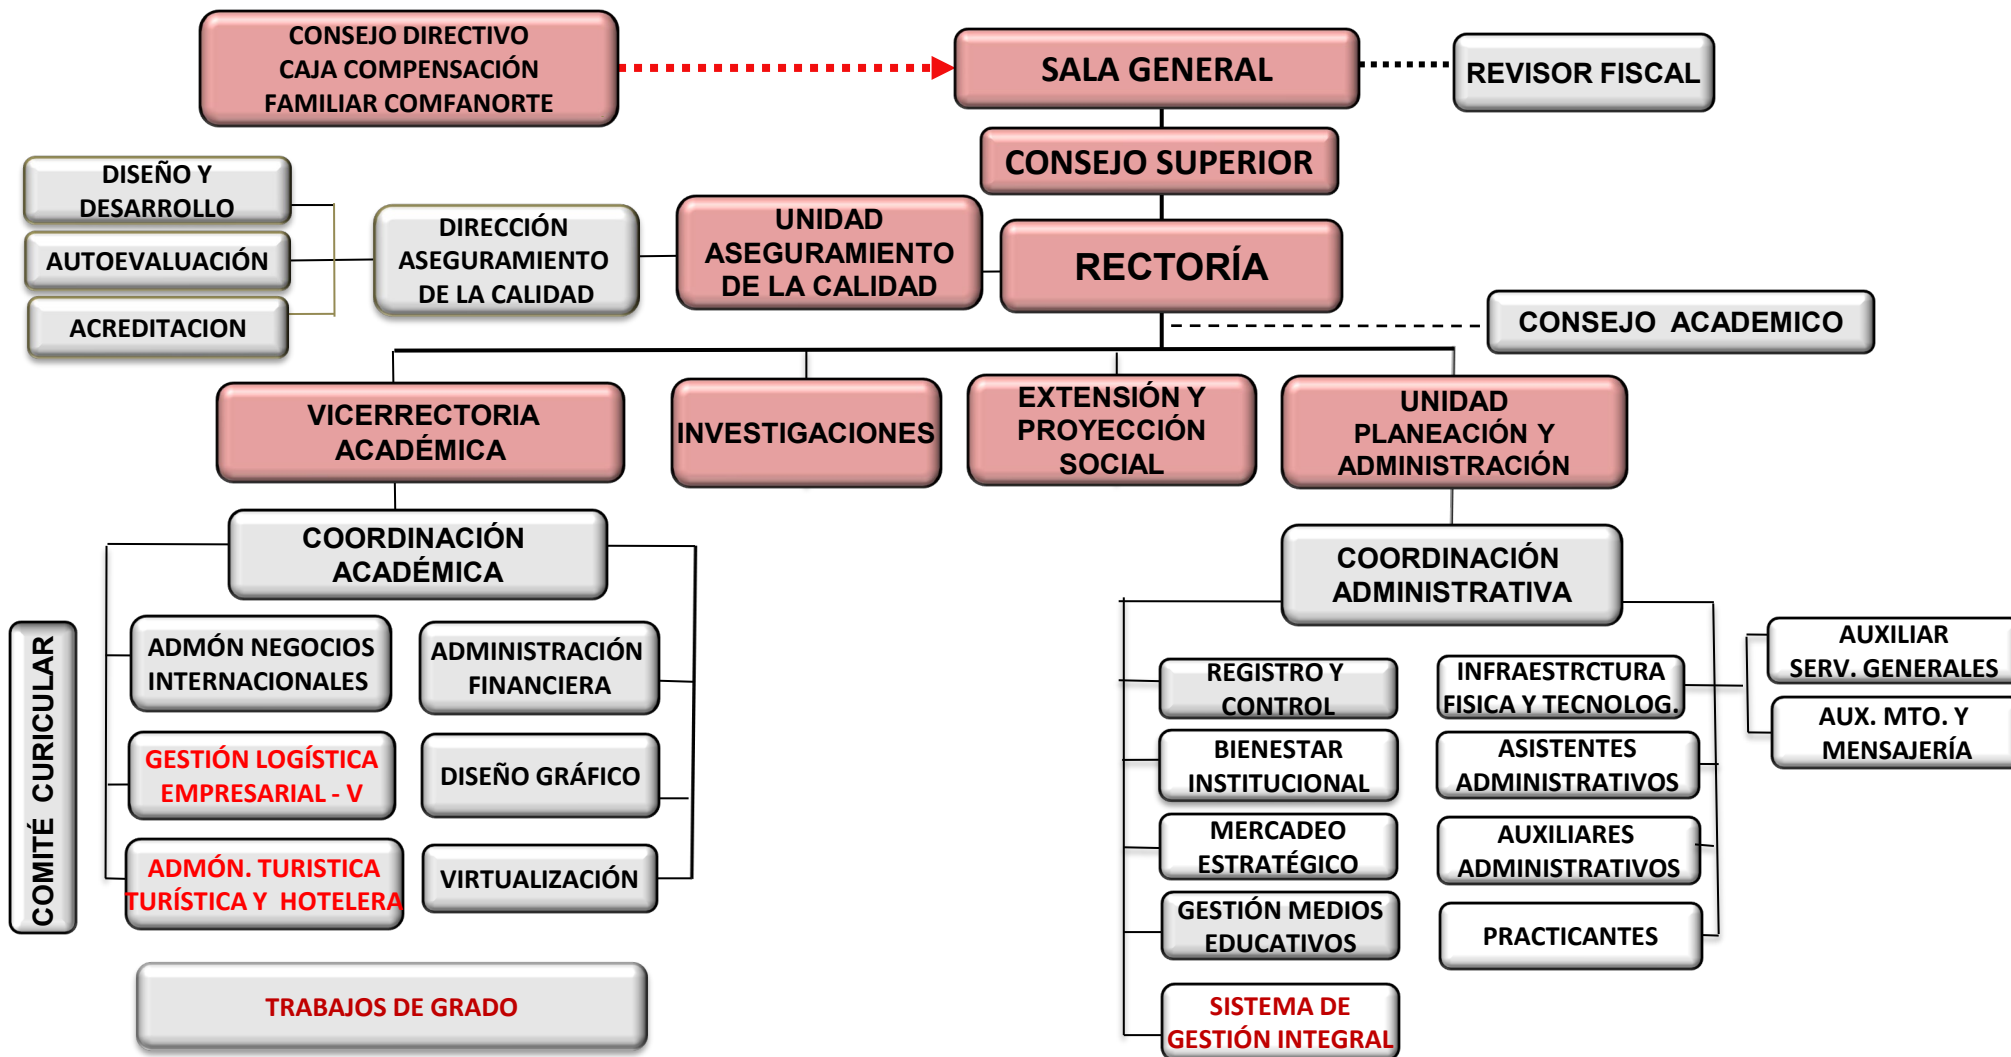 CONSEJO DIRECTIVO
CAJA COMPENSACIÓN
FAMILIAR COMFANORTE
SALA GENERAL
REVISOR FISCAL
CONSEJO SUPERIOR
DISEÑO Y
DESARROLLO
AUTOEVALUACIÓN
ACREDITACION
DIRECCIÓN
ASEGURAMIENTO
DE LA CALIDAD
UNIDAD
ASEGURAMIENTO
DE LA CALIDAD
RECTORÍA
CONSEJO ACADEMICO
VICERRECTORIA
ACADÉMICA
INVESTIGACIONES
EXTENSIÓN Y
PROYECCIÓN
SOCIAL
UNIDAD
PLANEACIÓN Y
ADMINISTRACIÓN
COORDINACIÓN
ACADÉMICA
COORDINACIÓN
ADMINISTRATIVA
COMITÉ CURICULAR
ADMÓN NEGOCIOS
INTERNACIONALES
ADMINISTRACIÓN
FINANCIERA
GESTIÓN LOGÍSTICA
EMPRESARIAL - V
DISEÑO GRÁFICO
ADMÓN. TURISTICA
TURÍSTICA Y HOTELERA
VIRTUALIZACIÓN
TRABAJOS DE GRADO
REGISTRO Y
CONTROL
INFRAESTRCTURA
FISICA Y TECNOLOG.
AUXILIAR
SERV. GENERALES
AUX. MTO. Y
MENSAJERÍA
BIENESTAR
INSTITUCIONAL
ASISTENTES
ADMINISTRATIVOS
MERCADEO
ESTRATÉGICO
AUXILIARES
ADMINISTRATIVOS
GESTIÓN MEDIOS
EDUCATIVOS
PRACTICANTES
SISTEMA DE
GESTIÓN INTEGRAL